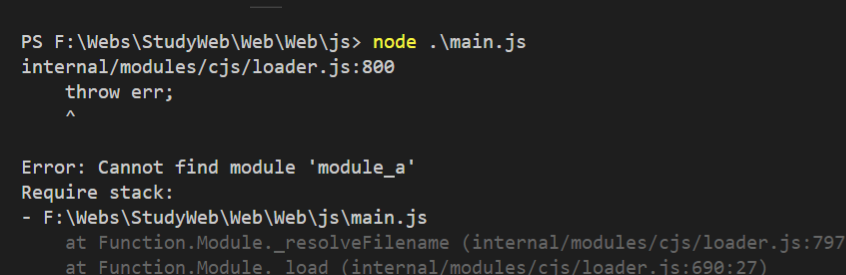 PS F:\Webs\StudyWeb\Web\Web\js> node .\main.js
internal/modules/cjs/loader.js:800
    throw err;
    ^
Error: Cannot find module 'module_a'
Require stack:
- F:\Webs\StudyWeb\Web\Web\js\main.js
    at Function.Module._resolveFilename (internal/modules/cjs/loader.js:797
    at Function.Module._load (internal/modules/cjs/loader.js:690:27)